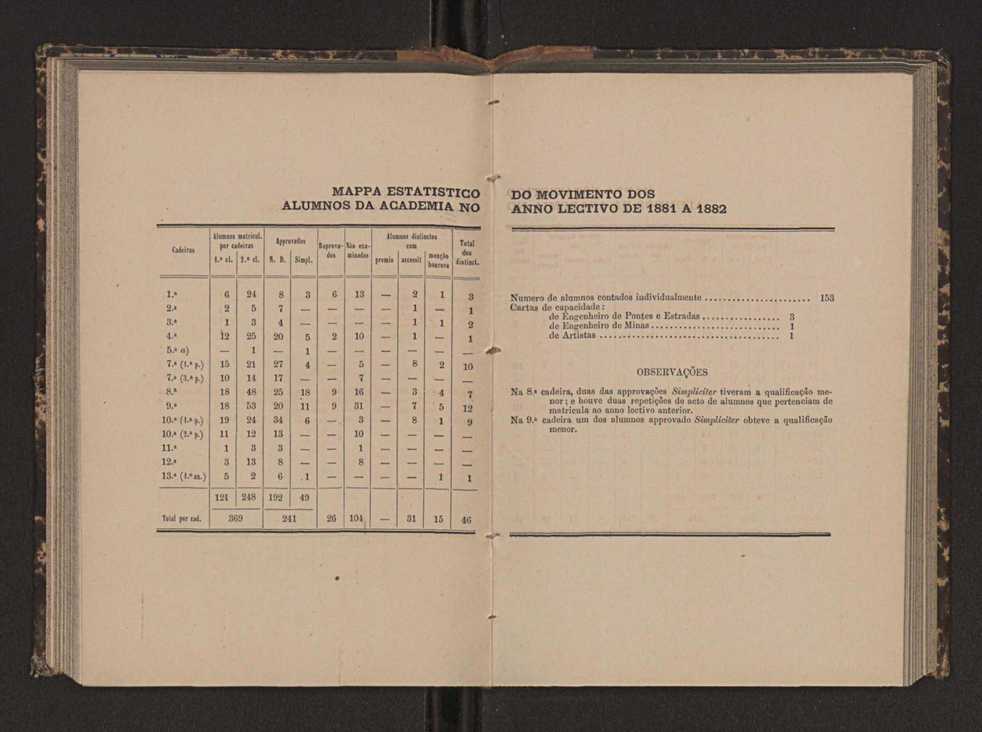 MAPPA ESTATISTICO
ALUMNOS DA ACADEMIA NO
Cadeiras | Alumnos matricul. por cadeiras | Approvados | Reprovados | Não examinados | Alumnos distinctos com | Total dos distinct.
1.ª cl. | 2.ª cl. | N. D. | Simpl. | premio | accessit | menção honrosa
1.ª 6 24 8 3 6 13 — 2 1 3
2.ª 2 5 7 — — — — 1 — 1
3.ª 1 3 4 — — — — 1 1 2
4.ª 12 25 20 5 2 10 — 1 — 1
5.ª a) — 1 — 1 — — — — — —
7.ª (1.ª p.) 15 21 27 4 — 5 — 8 2 10
7.ª (3.ª p.) 10 14 17 — — 7 — — — —
8.ª 18 48 25 18 9 16 — 3 4 7
9.ª 18 53 20 11 9 31 — 7 5 12
10.ª (1.ª p.) 19 24 34 6 — 3 — 8 1 9
10.ª (2.ª p.) 11 12 13 — — 10 — — — —
11.ª 1 3 3 — — 1 — — — —
12.ª 3 13 8 — — 8 — — — —
13.ª (1.º an.) 5 2 6 1 — — — — 1 1
121 248 192 49
Total por cad. 369 241 26 104 — 31 15 46
DO MOVIMENTO DOS
ANNO LECTIVO DE 1881 A 1882
Numero de alumnos contados individualmente ....................... 153
Cartas de capacidade:
de Engenheiro de Pontes e Estradas ................. 3
de Engenheiro de Minas ............................ 1
de Artistas ....................................... 1
OBSERVAÇÕES
Na 8.ª cadeira, duas das approvações Simpliciter tiveram a qualificação me-
nor; e houve duas repetições do acto de alumnos que pertenciam de
matricula ao anno lectivo anterior.
Na 9.ª cadeira um dos alumnos approvado Simpliciter obteve a qualificação
menor.